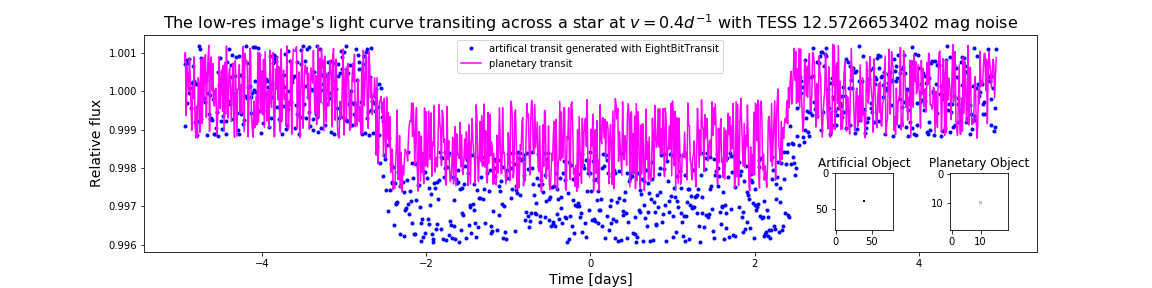 The low-res image's light curve transiting across a star at v = 0.4d⁻¹ with TESS 12.5726653402 mag noise
artifical transit generated with EightBitTransit
planetary transit
Relative flux
1.001
1.000
0.999
0.998
0.997
0.996
Artificial Object
0
50
0 50
Planetary Object
0
10
0 10
−4 −2 0 2 4
Time [days]